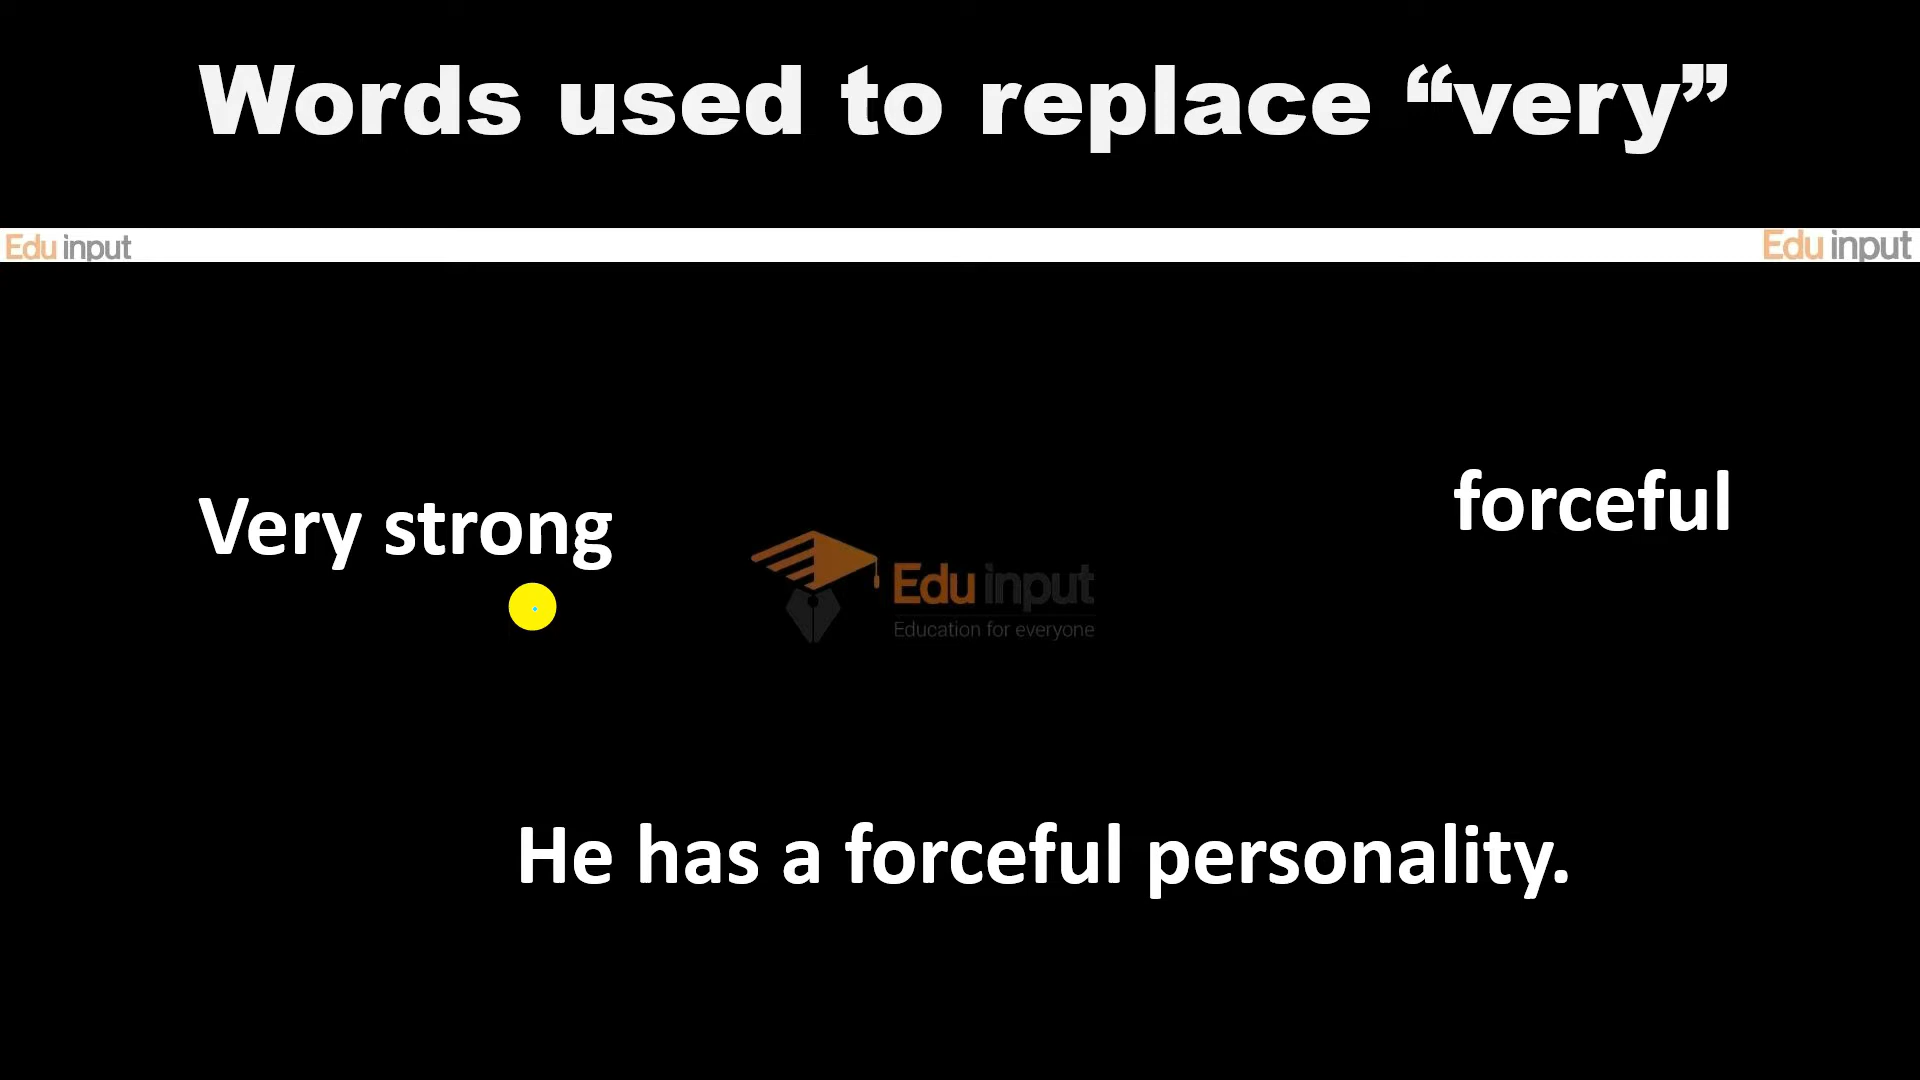 Words used to replace “very”
Edu input
Edu input
Very strong
forceful
Edu input
Education for everyone
He has a forceful personality.